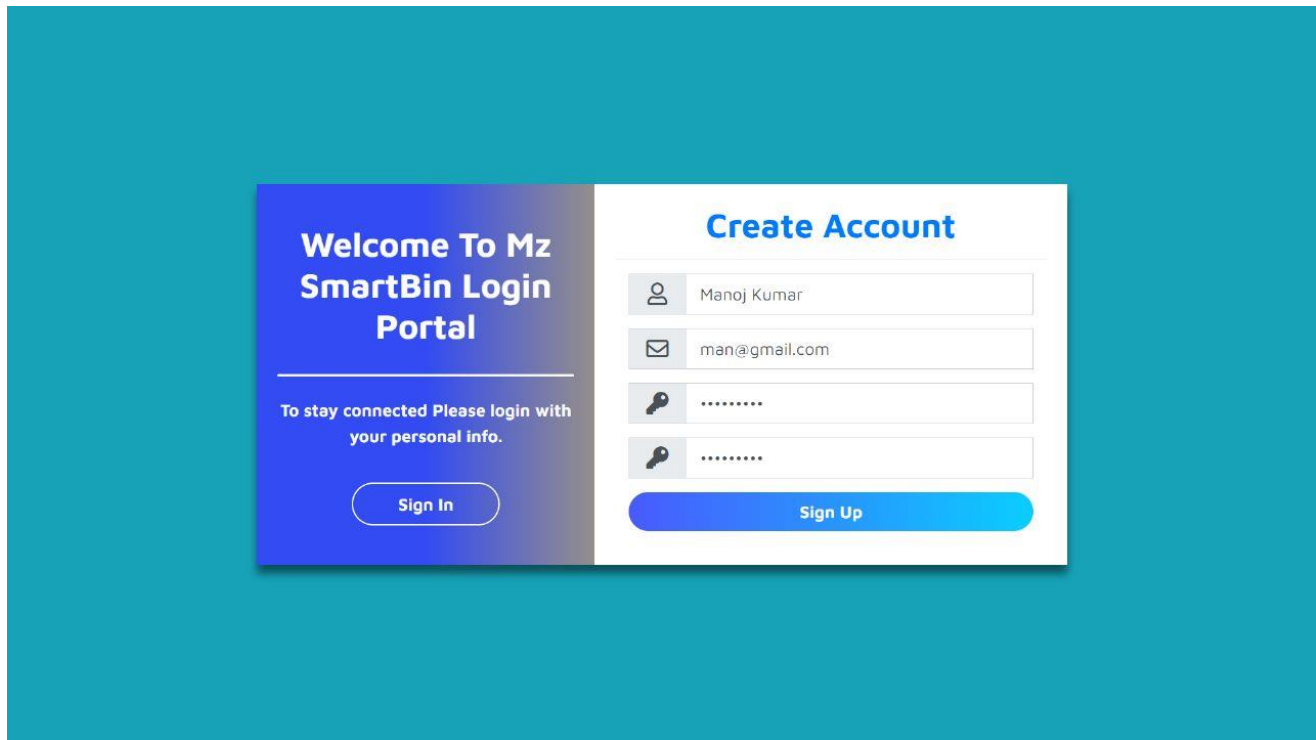 Welcome To Mz
SmartBin Login
Portal
To stay connected Please login with
your personal info.
Sign In
Create Account
Manoj Kumar
man@gmail.com
•••••••••
•••••••••
Sign Up